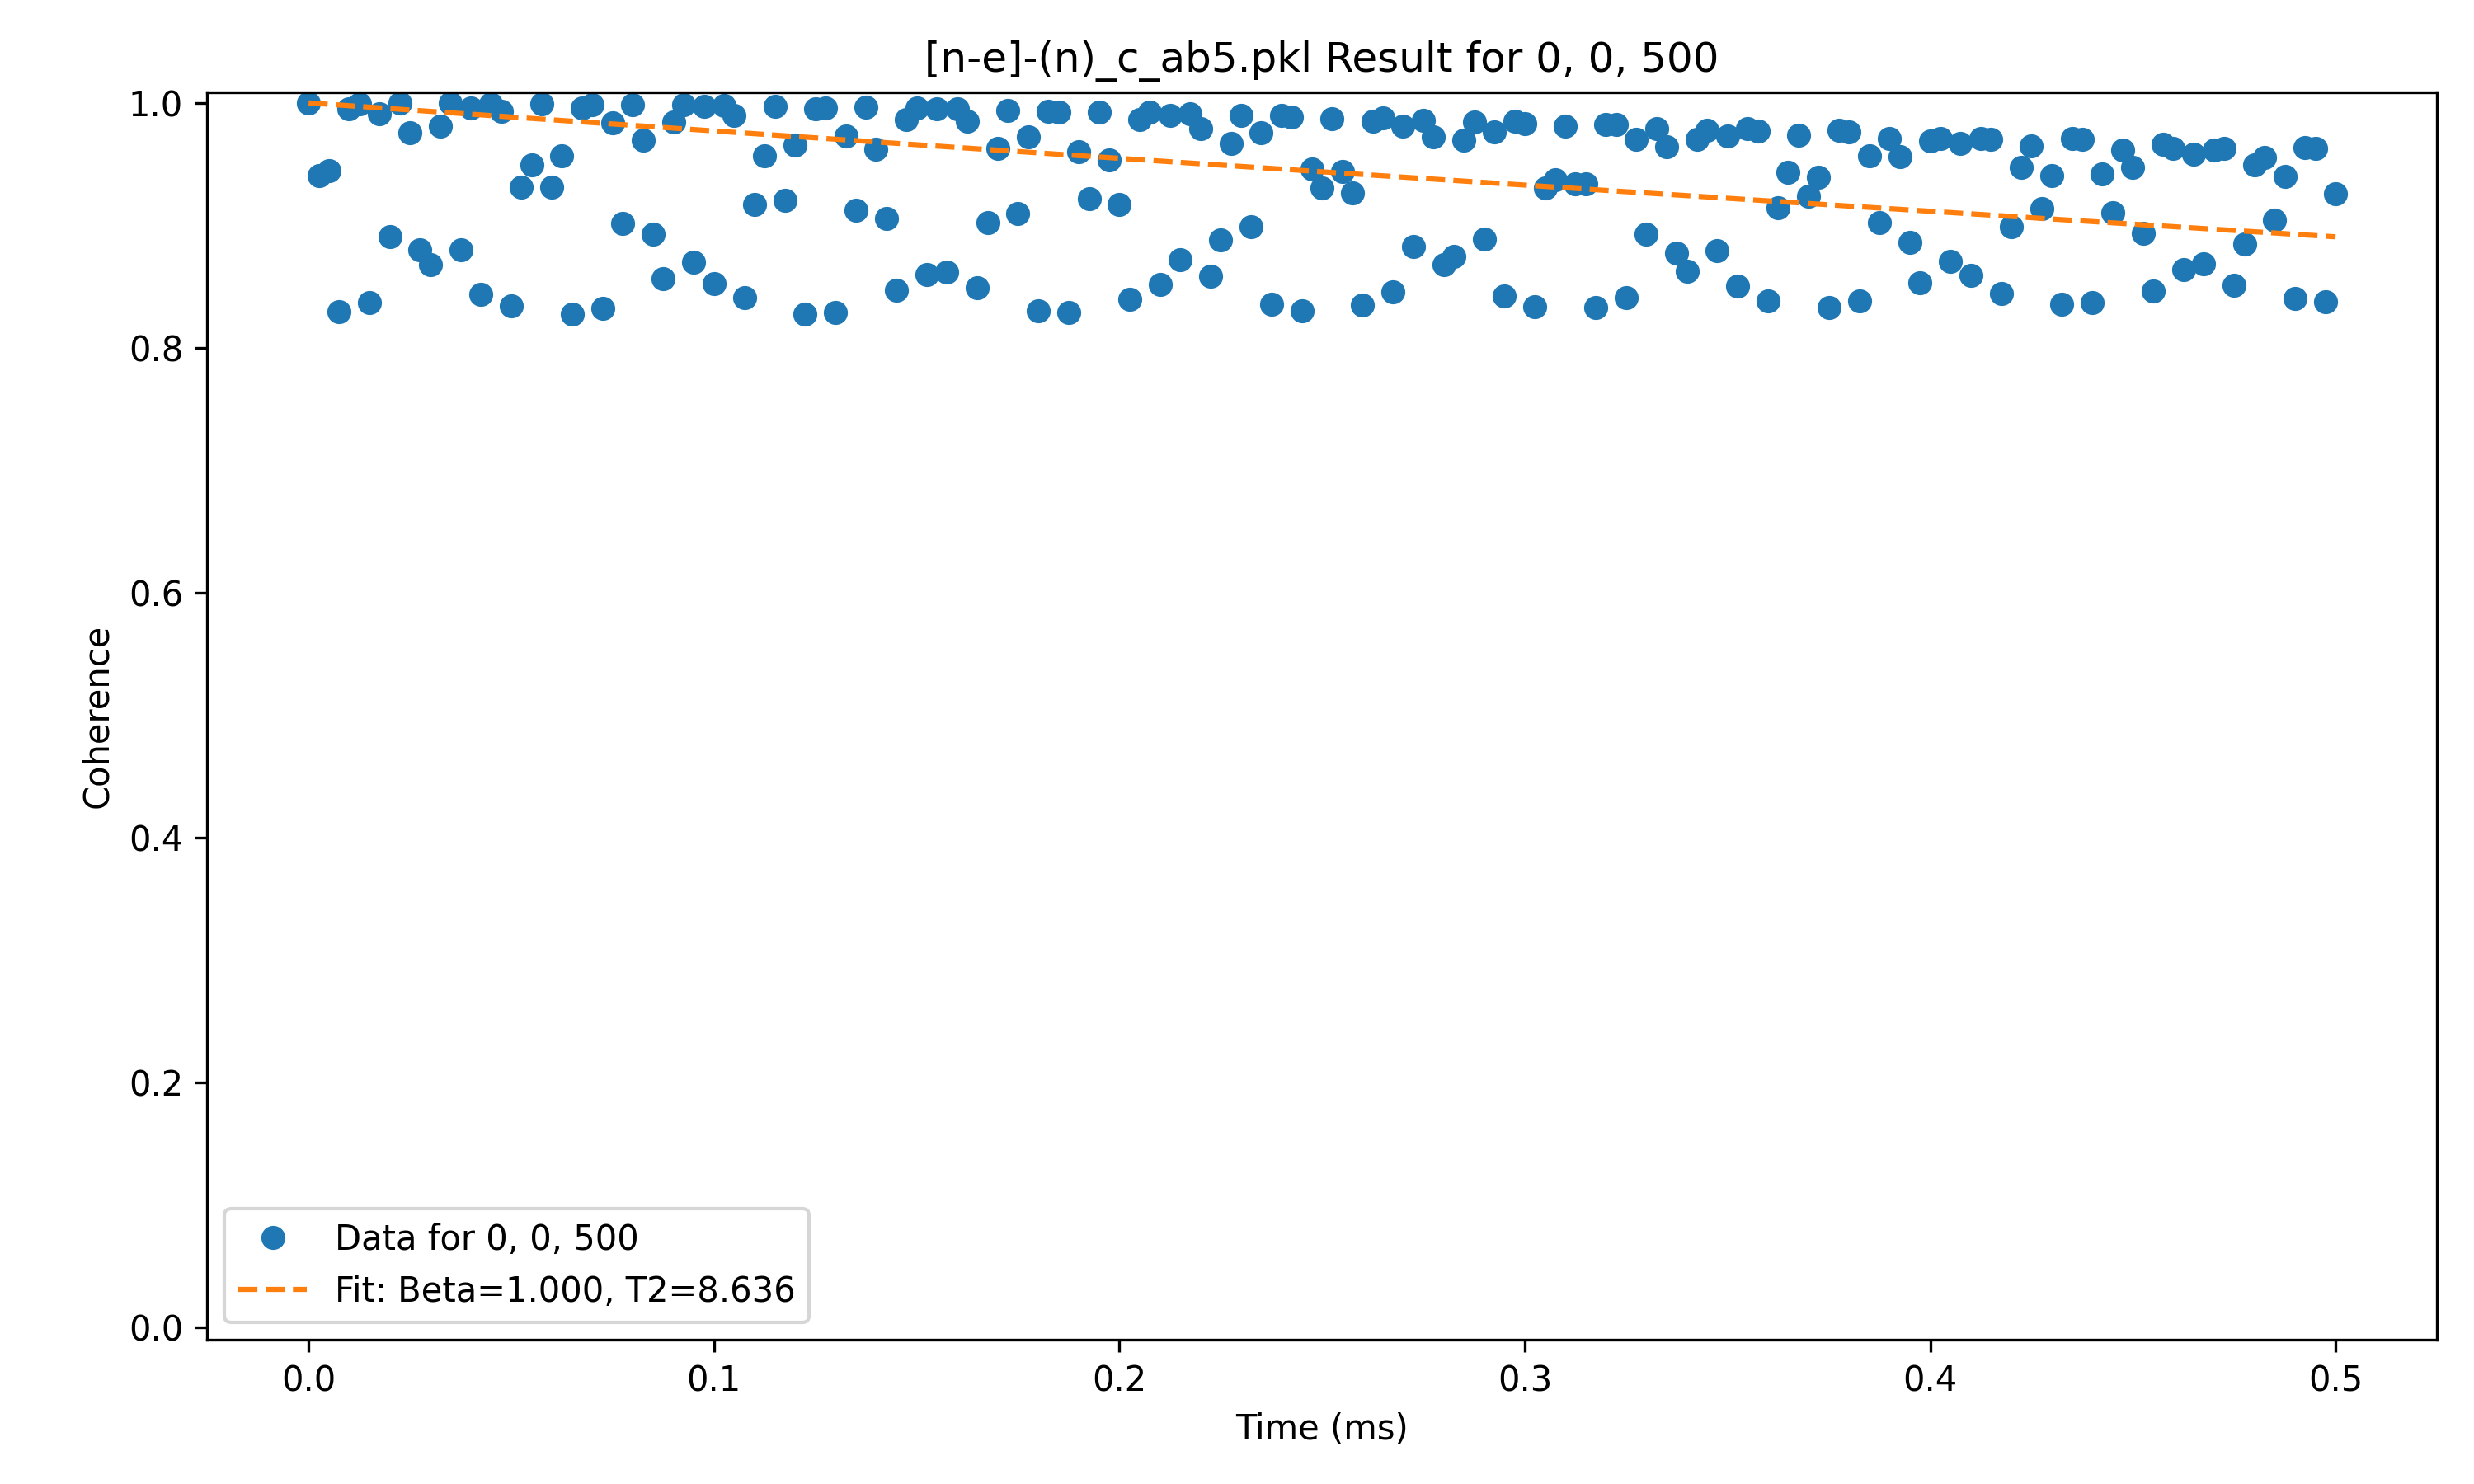 [n-e]-(n)_c_ab5.pkl Result for 0, 0, 500
1.0
0.8
0.6
0.4
0.2
0.0
Coherence
Data for 0, 0, 500
Fit: Beta=1.000, T2=8.636
0.0 0.1 0.2 0.3 0.4 0.5
Time (ms)